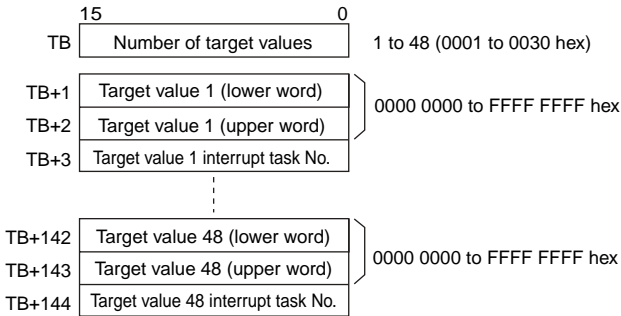 15 0
TB Number of target values 1 to 48 (0001 to 0030 hex)
TB+1 Target value 1 (lower word)
0000 0000 to FFFF FFFF hex
TB+2 Target value 1 (upper word)
TB+3 Target value 1 interrupt task No.
TB+142 Target value 48 (lower word)
0000 0000 to FFFF FFFF hex
TB+143 Target value 48 (upper word)
TB+144 Target value 48 interrupt task No.